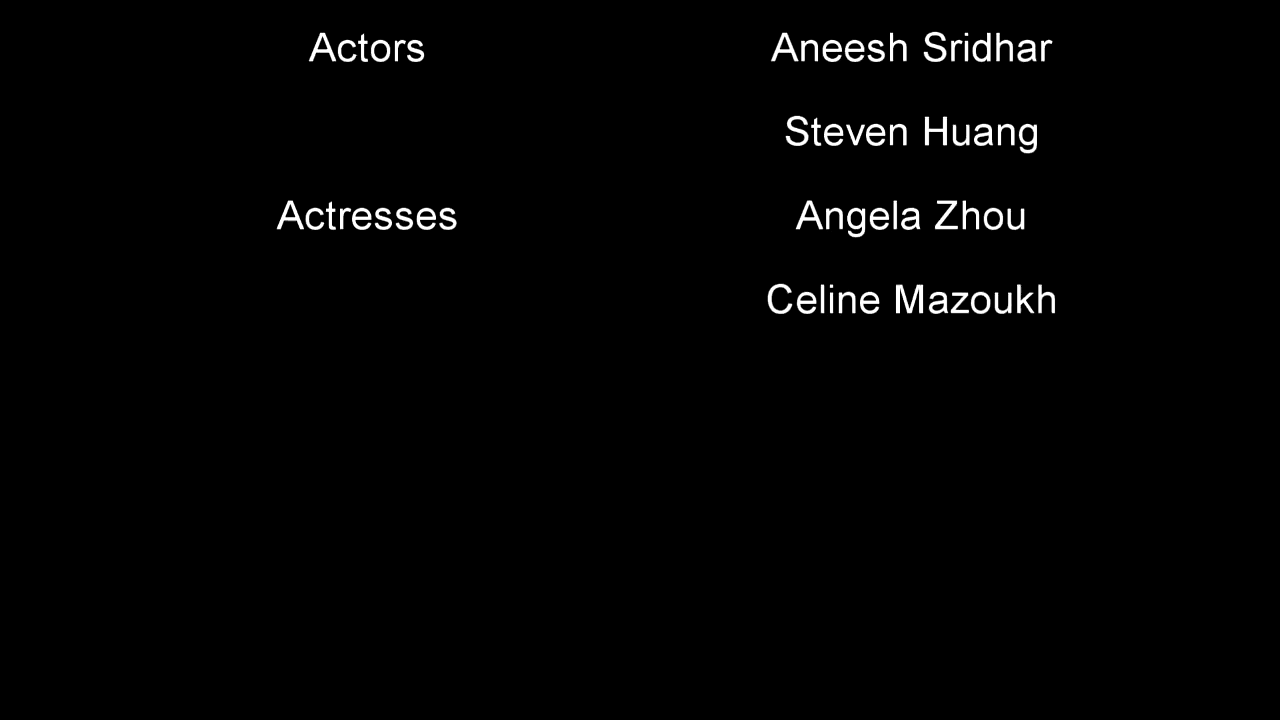 Actors Aneesh Sridhar
Steven Huang
Actresses Angela Zhou
Celine Mazoukh